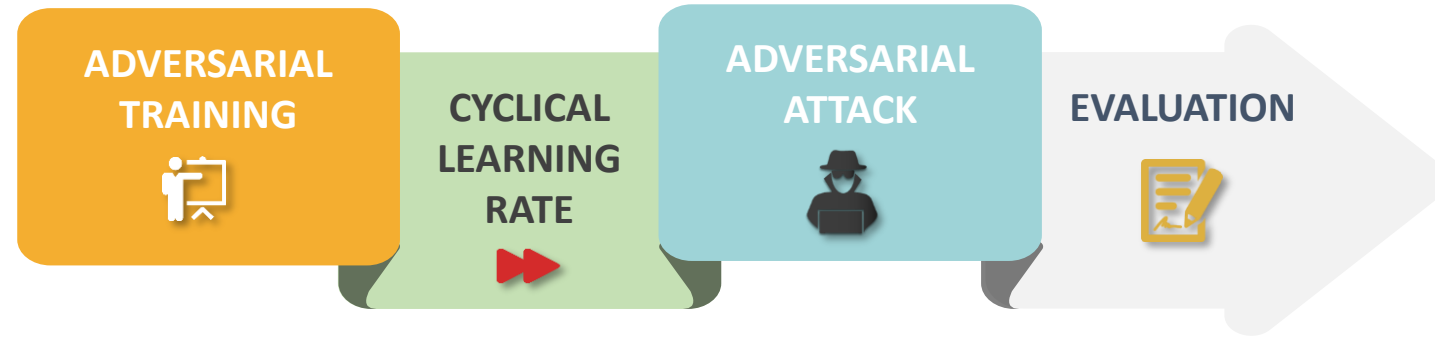 ADVERSARIAL
TRAINING
CYCLICAL
LEARNING
RATE
ADVERSARIAL
ATTACK
EVALUATION